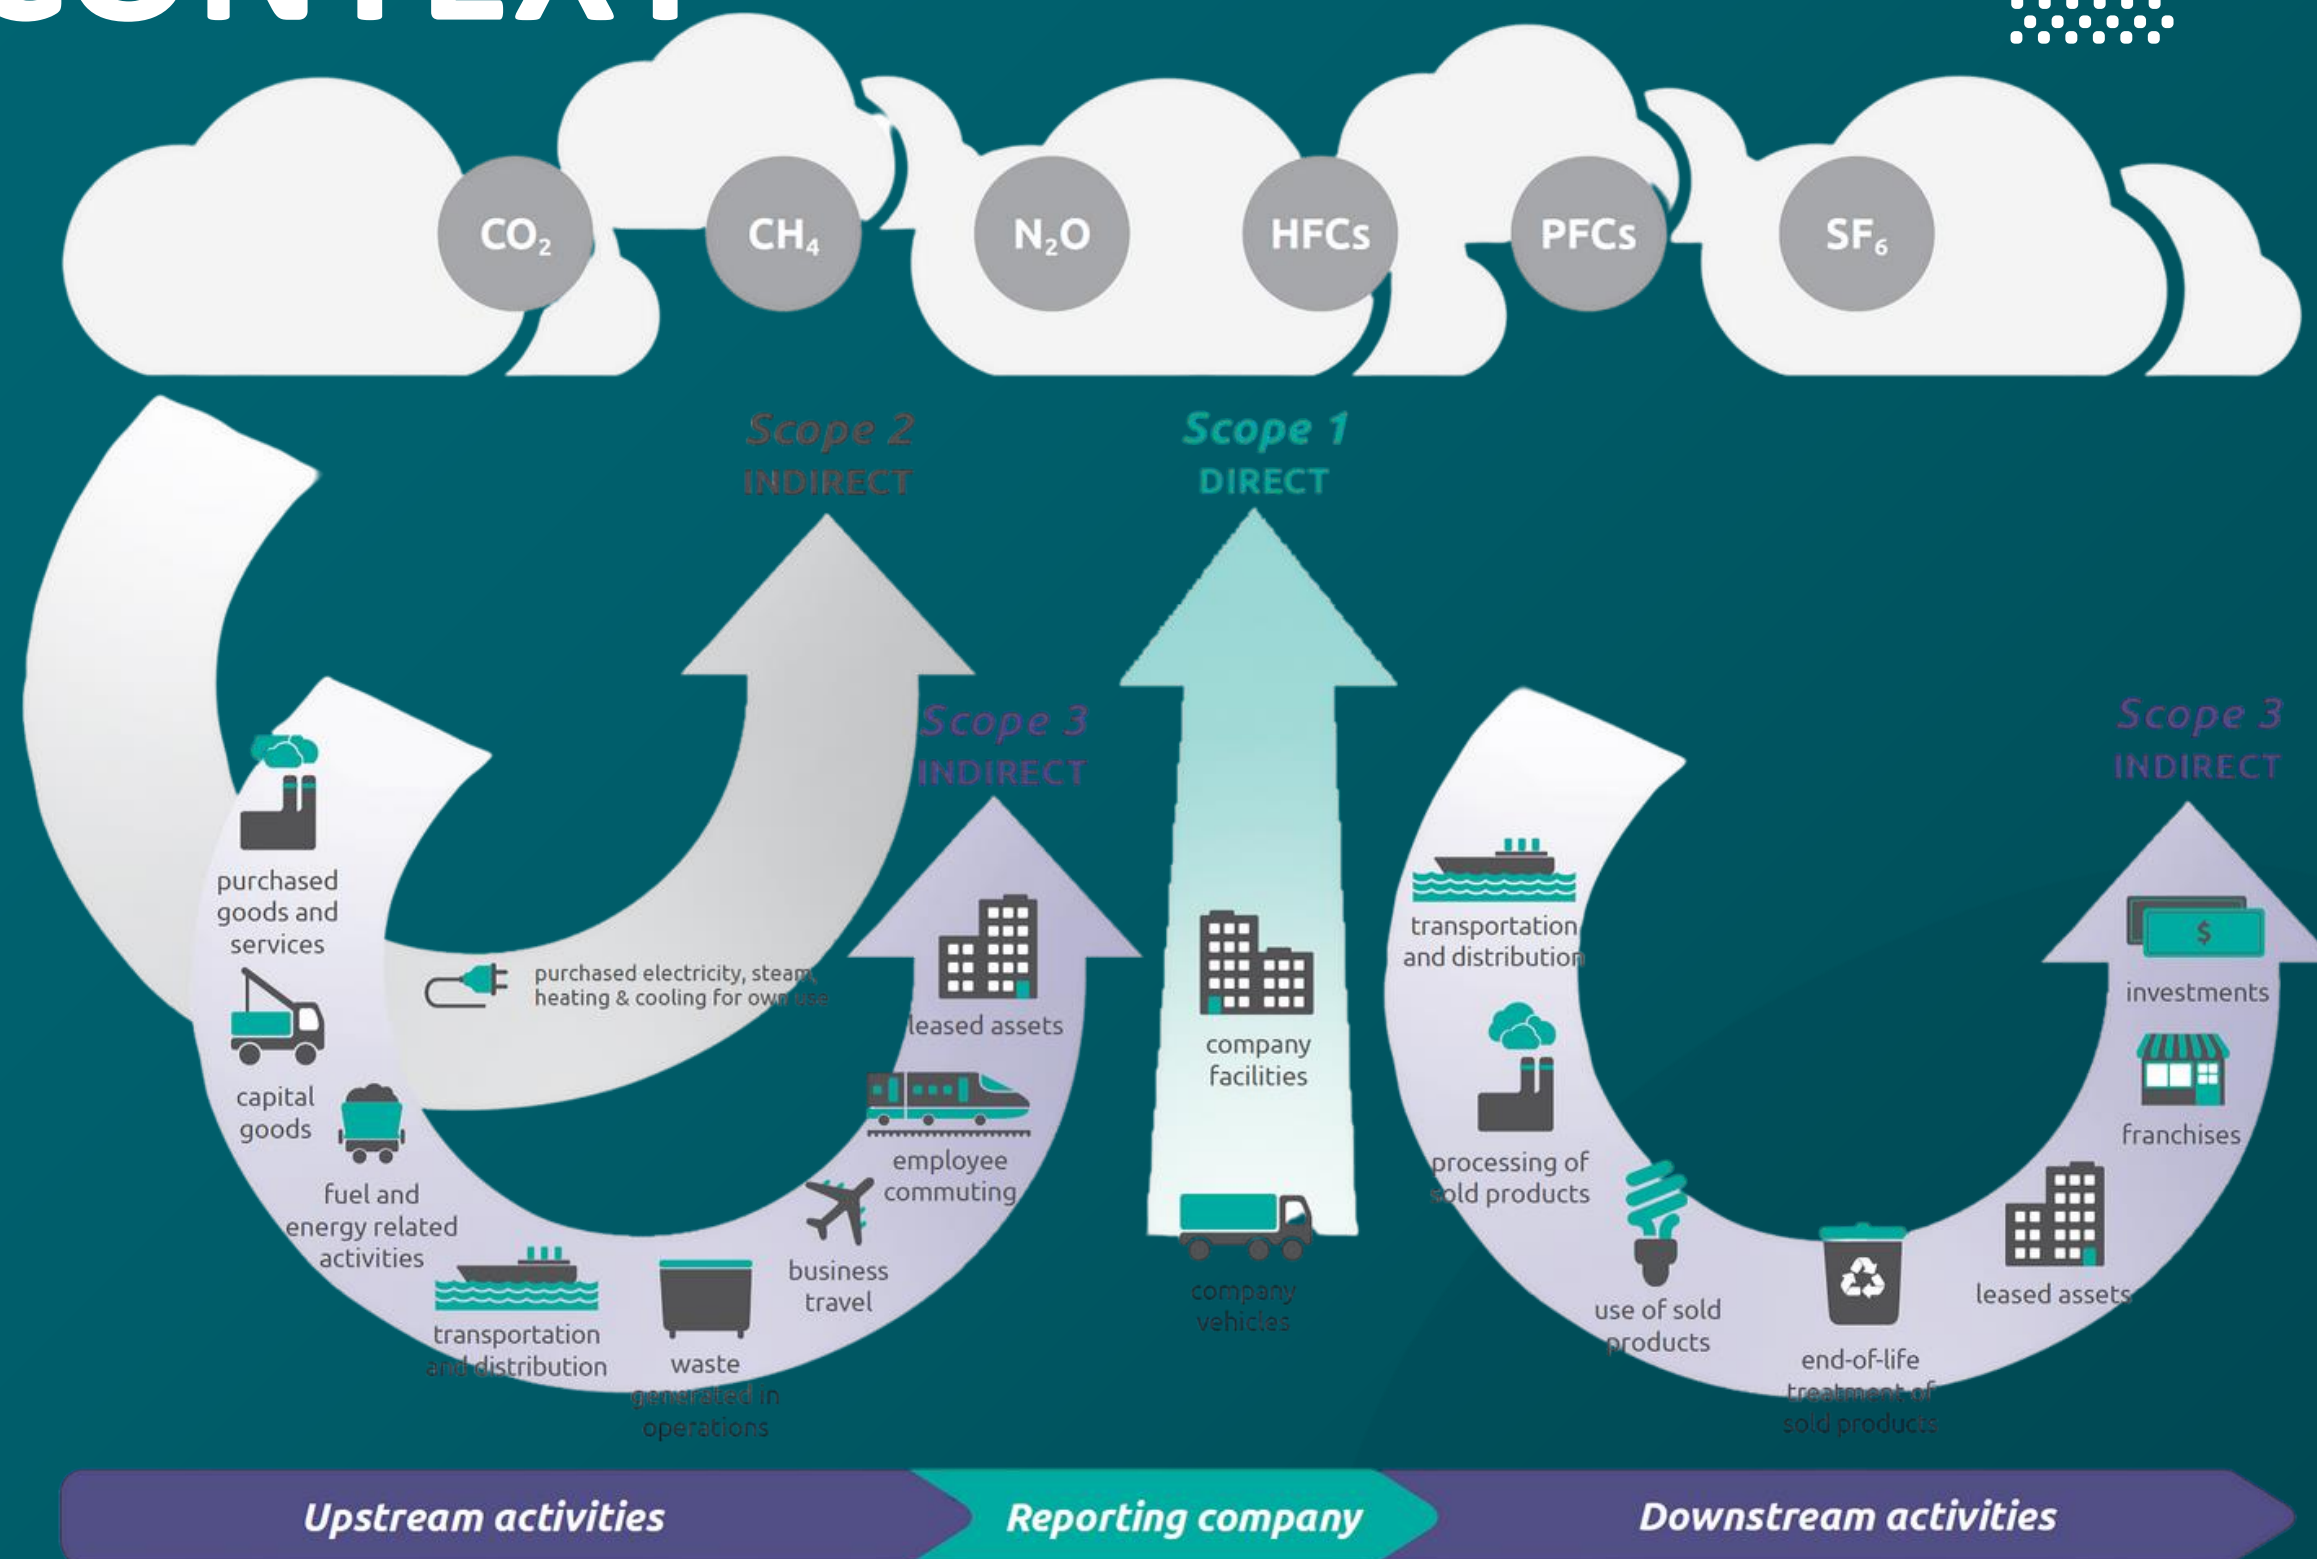 CONTEXT
CO₂
CH₄
N₂O
HFCs
PFCs
SF₆
Scope 2
INDIRECT
Scope 1
DIRECT
Scope 3
INDIRECT
Scope 3
INDIRECT
purchased
goods and
services
capital
goods
fuel and
energy related
activities
transportation
and distribution
waste
generated in
operations
business
travel
employee
commuting
leased assets
purchased electricity, steam,
heating & cooling for own use
company
facilities
company
vehicles
transportation
and distribution
processing of
sold products
use of sold
products
end-of-life
treatment of
sold products
leased assets
franchises
$
investments
Upstream activities
Reporting company
Downstream activities